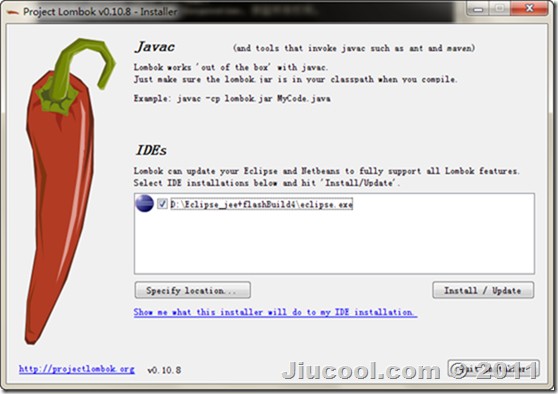 Project Lombok v0.10.8 - Installer
Javac (and tools that invoke javac such as ant and maven)
Lombok works 'out of the box' with javac.
Just make sure the lombok.jar is in your classpath when you compile.
Example: javac -cp lombok.jar MyCode.java
IDEs
Lombok can update your Eclipse and Netbeans to fully support all Lombok features.
Select IDE installations below and hit 'Install/Update'.
D:\Eclipse_jee+flashBuild4\eclipse.exe
Specify location... Install / Update
Show me what this installer will do to my IDE installation.
http://projectlombok.org v0.10.8
Jiucool.com © 2011